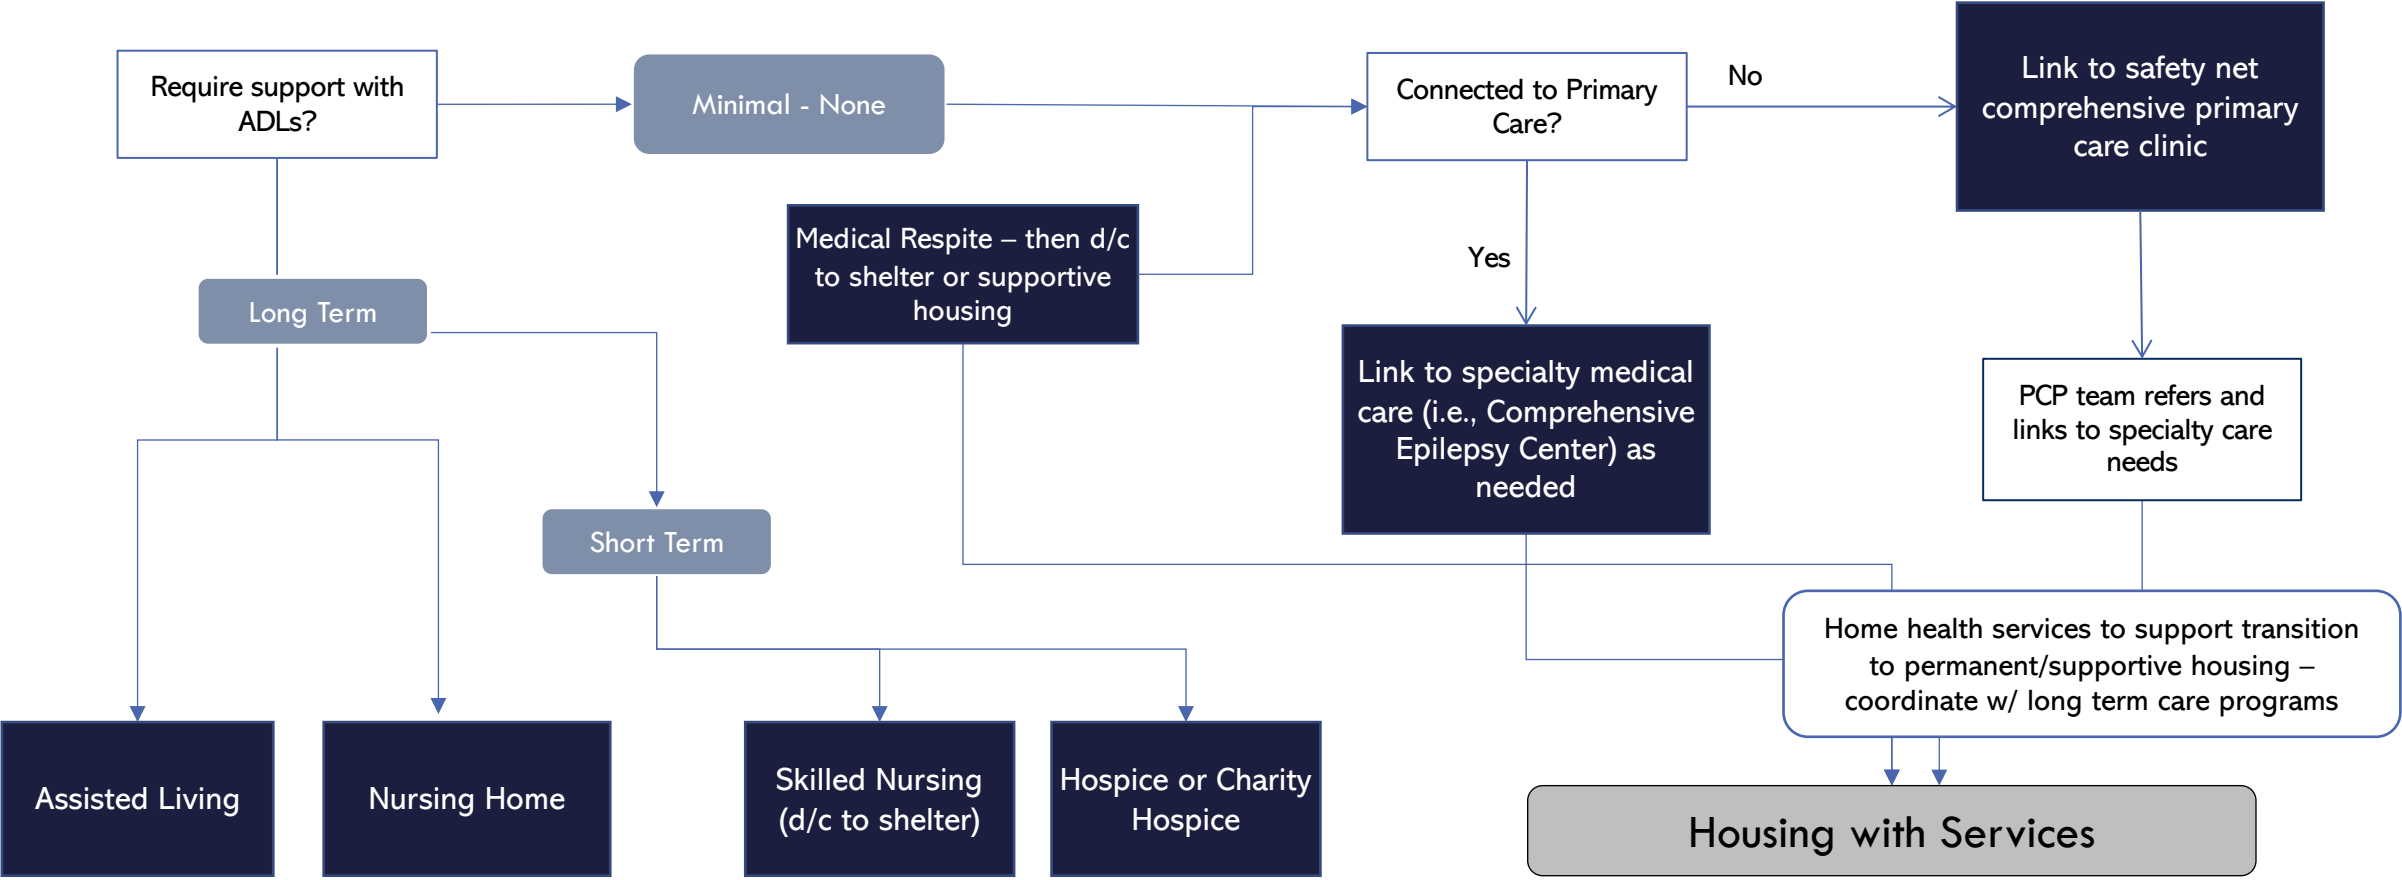 Require support with
ADLs?
Minimal - None
Connected to Primary
Care?
No
Link to safety net
comprehensive primary
care clinic
Medical Respite – then d/c
to shelter or supportive
housing
Yes
Long Term
Link to specialty medical
care (i.e., Comprehensive
Epilepsy Center) as
needed
PCP team refers and
links to specialty care
needs
Short Term
Home health services to support transition
to permanent/supportive housing –
coordinate w/ long term care programs
Assisted Living
Nursing Home
Skilled Nursing
(d/c to shelter)
Hospice or Charity
Hospice
Housing with Services